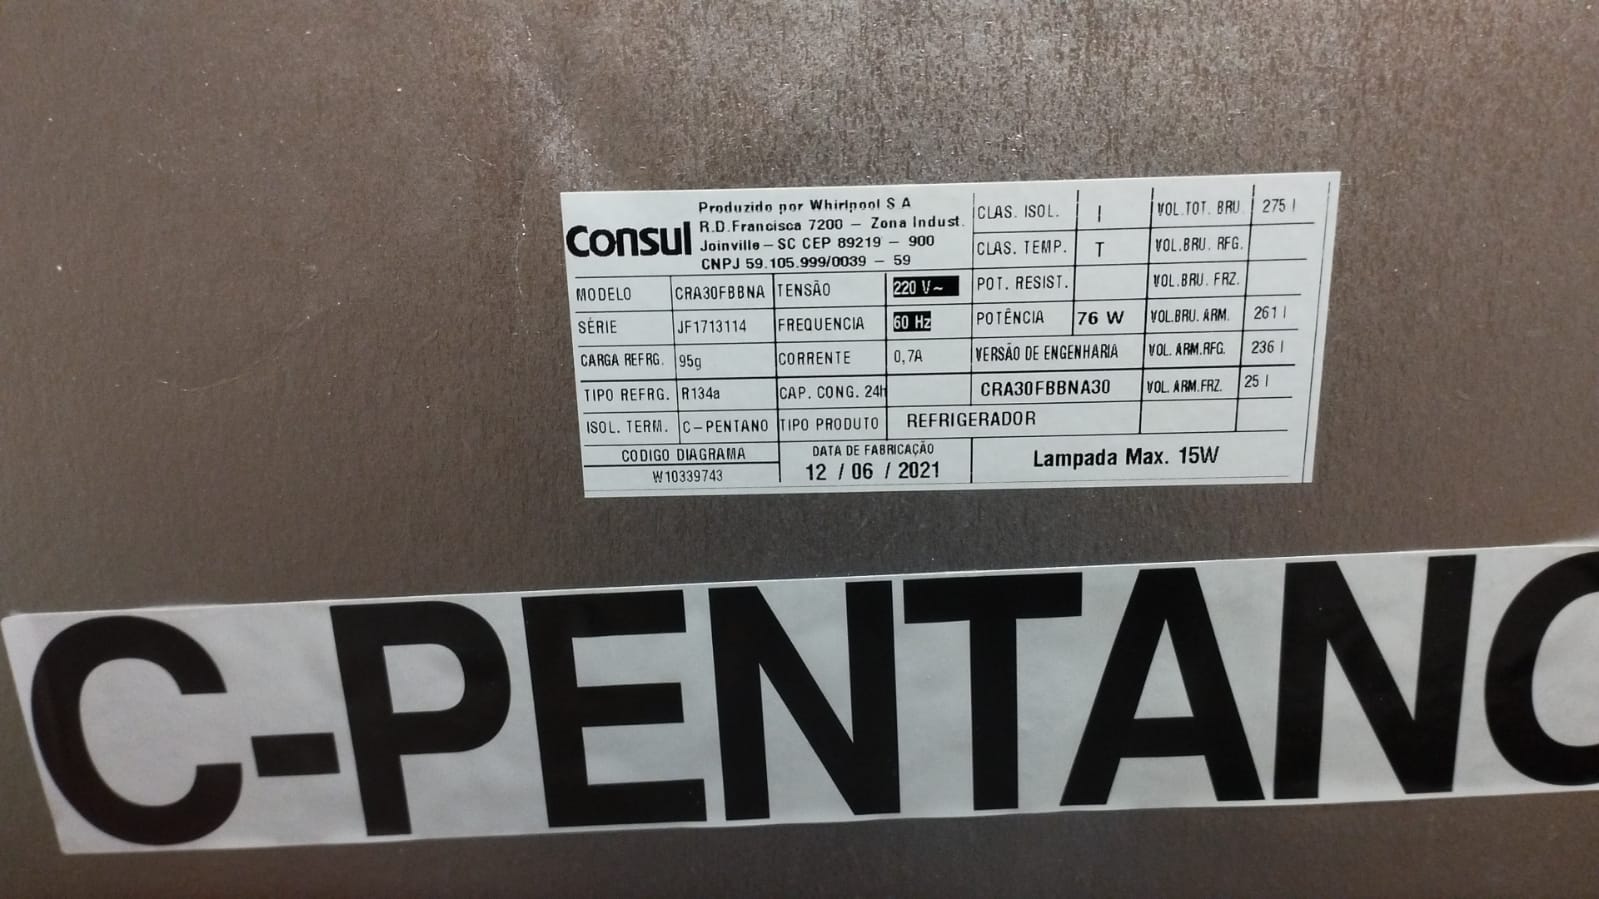 Consul
Produzido por Whirlpool S A
R.D.Francisca 7200 – Zona Indust.
Joinville – SC CEP 89219 – 900
CNPJ 59.105.999/0039 – 59
CLAS. ISOL. I VOL.TOT. BRU 275 l
CLAS. TEMP. T VOL.BRU. RFG.
MODELO CRA30FBBNA TENSÃO 220 V~ POT. RESIST. VOL.BRU. FRZ.
SÉRIE JF1713114 FREQUENCIA 60 Hz POTÊNCIA 76 W VOL.BRU. ARM. 261 l
CARGA REFRG. 95g CORRENTE 0,7A VERSÃO DE ENGENHARIA VOL. ARM.RFG. 236 l
TIPO REFRG. R134a CAP. CONG. 24h CRA30FBBNA30 VOL. ARM.FRZ. 25 l
ISOL. TERM. C–PENTANO TIPO PRODUTO REFRIGERADOR
CODIGO DIAGRAMA DATA DE FABRICAÇÃO Lampada Max. 15W
W10339743 12 / 06 / 2021
C-PENTANO